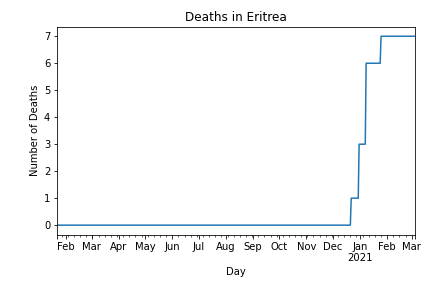 Deaths in Eritrea
Number of Deaths
7
6
5
4
3
2
1
0
Feb Mar Apr May Jun Jul Aug Sep Oct Nov Dec Jan Feb Mar
2021
Day